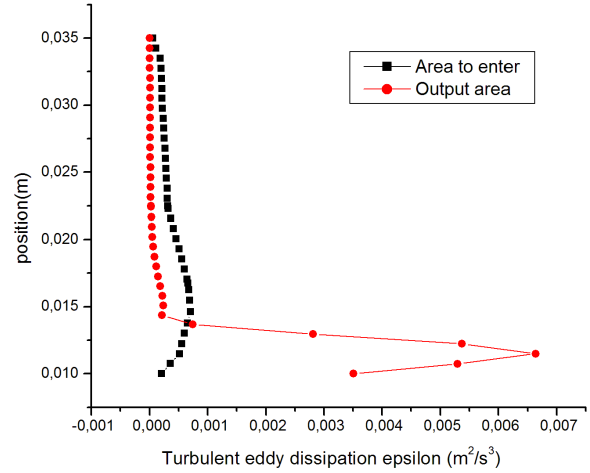 0,035
0,030
0,025
0,020
0,015
0,010
position(m)
Area to enter
Output area
-0,001 0,000 0,001 0,002 0,003 0,004 0,005 0,006 0,007
Turbulent eddy dissipation epsilon (m²/s³)